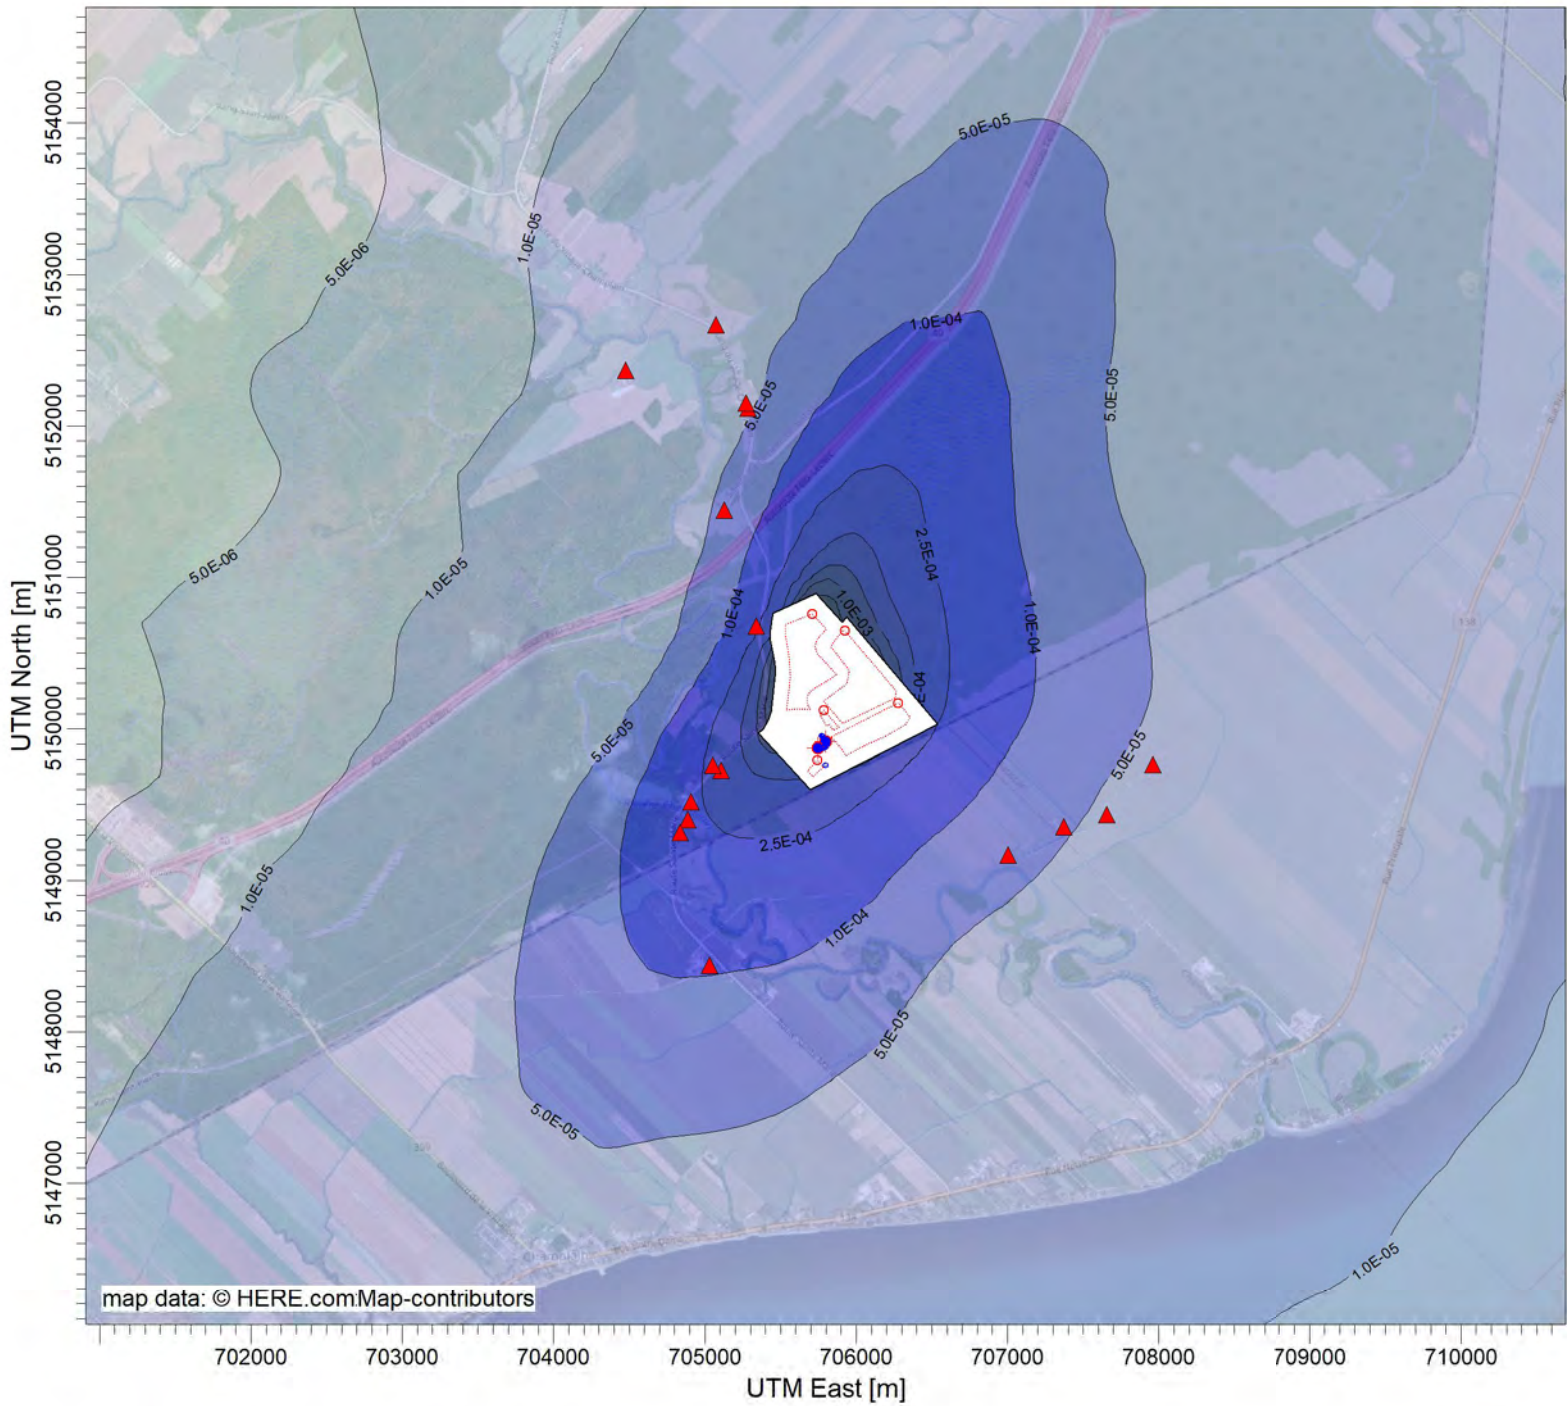 5.0E-05
5.0E-06
1.0E-05
1.0E-04
5.0E-05
5.0E-05
2.5E-04
5.0E-06
1.0E-05
1.0E-03
1.0E-04
1.0E-04
138
E-04
5.0E-05
5.0E-05
2.5E-04
1.0E-05
1.0E-04
5.0E-05
5.0E-05
1.0E-05
map data: © HERE.com:Map-contributors
5154000
5153000
5152000
5151000
5150000
5149000
5148000
5147000
UTM North [m]
702000 703000 704000 705000 706000 707000 708000 709000 710000
UTM East [m]